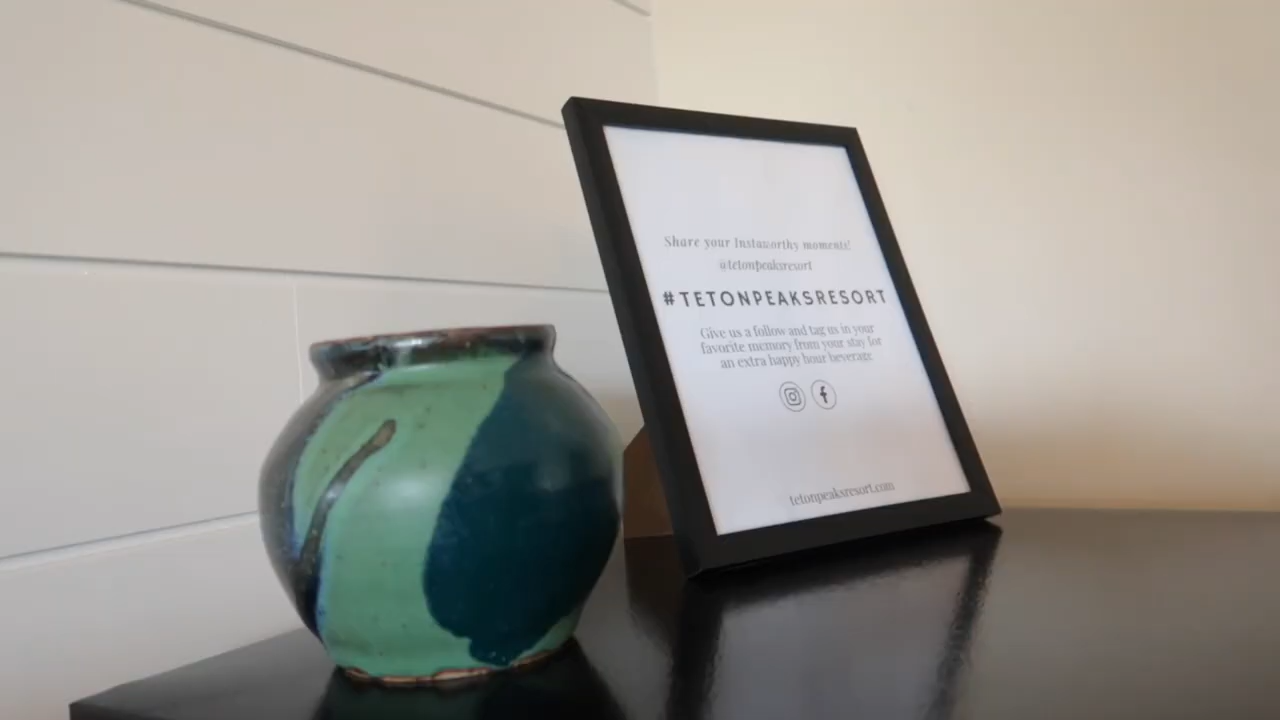 Share your Instaworthy moments!
@tetonpeaksresort
#TETONPEAKSRESORT
Give us a follow and tag us in your
favorite memory from your stay for
an extra happy hour beverage
tetonpeaksresort.com